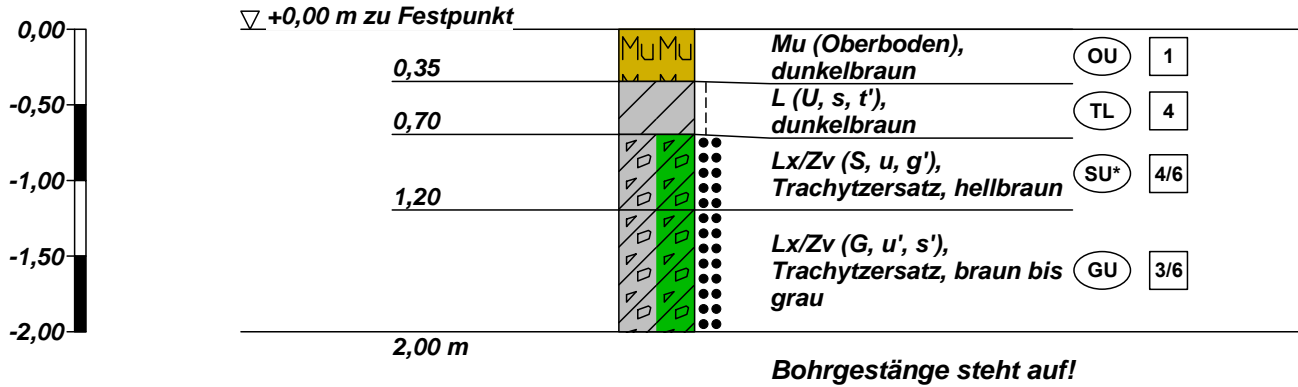 ▽ +0,00 m zu Festpunkt
0,00
-0,50
-1,00
-1,50
-2,00
0,35
0,70
1,20
2,00 m
MuMu
M M
Mu (Oberboden),
dunkelbraun
OU 1
L (U, s, t'),
dunkelbraun
TL 4
Lx/Zv (S, u, g'),
Trachytzersatz, hellbraun
SU* 4/6
Lx/Zv (G, u', s'),
Trachytzersatz, braun bis
grau
GU 3/6
Bohrgestänge steht auf!